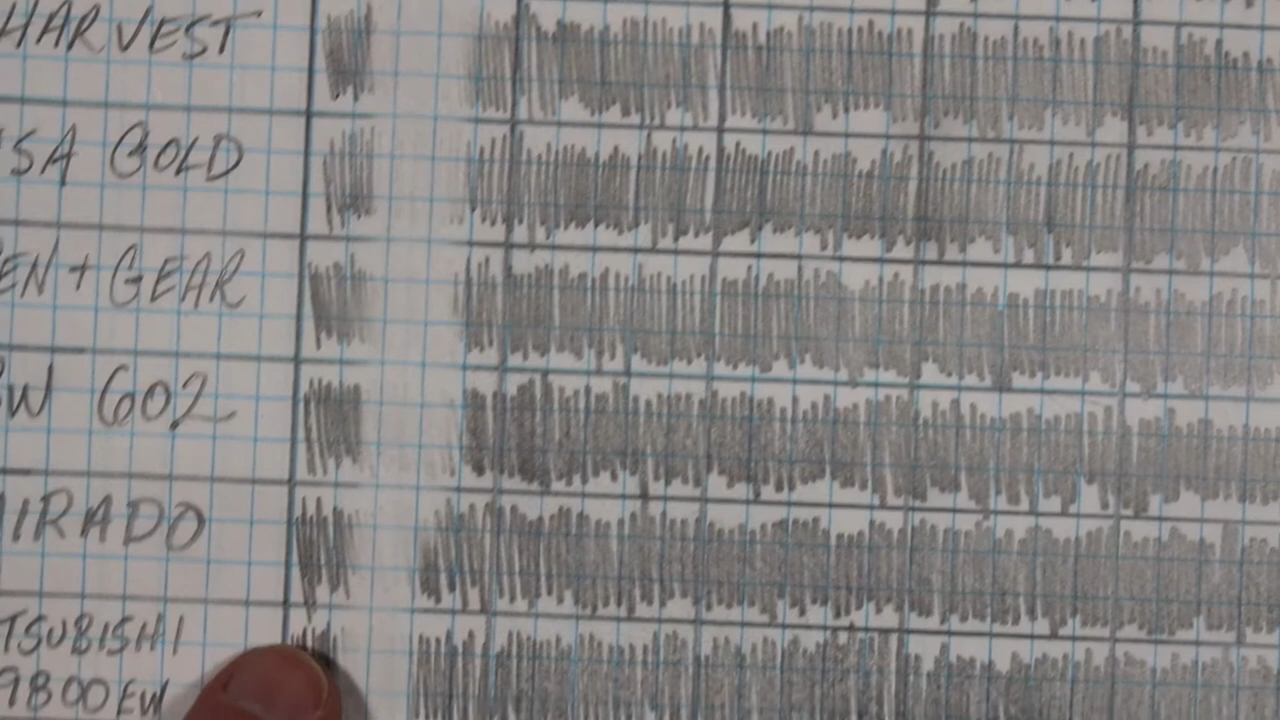 HARVEST
SA GOLD
EN + GEAR
W 602
IRADO
TSUBISHI
9800 EW